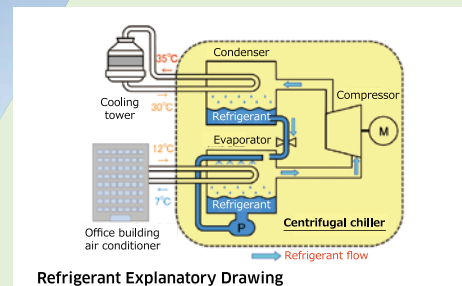 Condenser
35℃
Compressor
Cooling
tower
30℃
Refrigerant
M
Evaporator
12℃
7℃
Refrigerant
P
Centrifugal chiller
Office building
air conditioner
Refrigerant flow
Refrigerant Explanatory Drawing